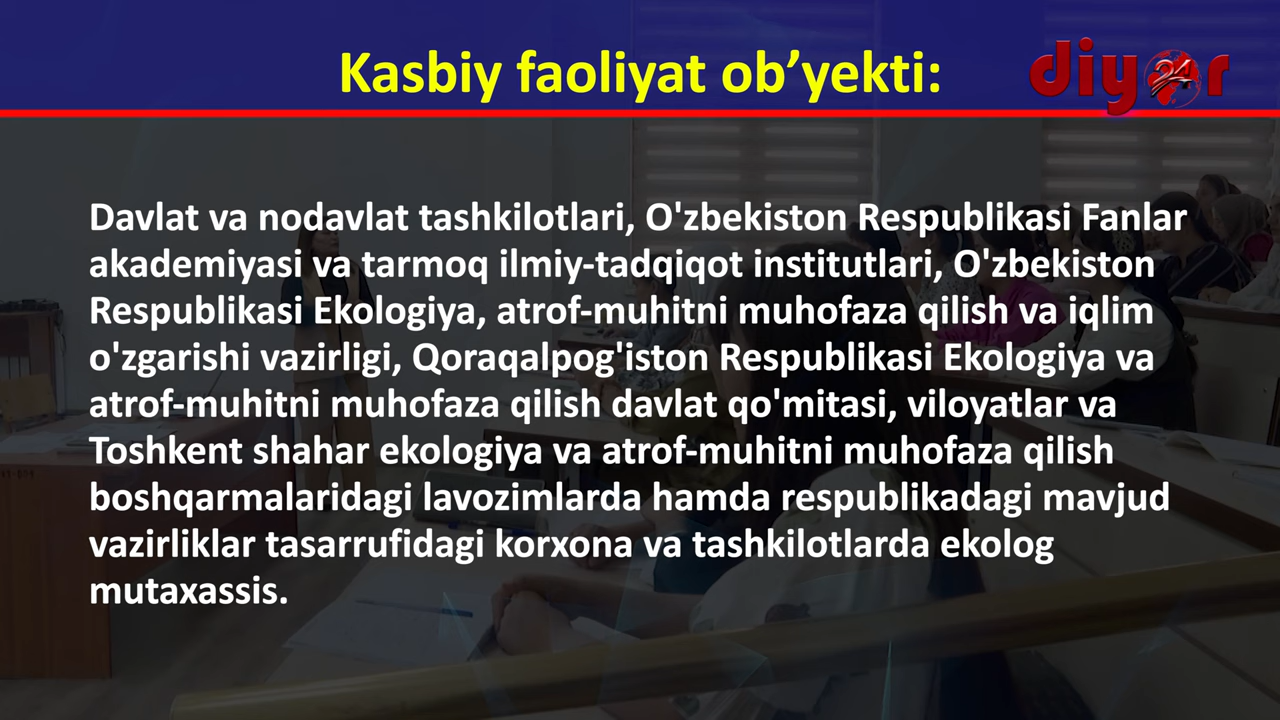 Kasbiy faoliyat ob’yekti:
diyor 24
Davlat va nodavlat tashkilotlari, O'zbekiston Respublikasi Fanlar
akademiyasi va tarmoq ilmiy-tadqiqot institutlari, O'zbekiston
Respublikasi Ekologiya, atrof-muhitni muhofaza qilish va iqlim
o'zgarishi vazirligi, Qoraqalpog'iston Respublikasi Ekologiya va
atrof-muhitni muhofaza qilish davlat qo'mitasi, viloyatlar va
Toshkent shahar ekologiya va atrof-muhitni muhofaza qilish
boshqarmalaridagi lavozimlarda hamda respublikadagi mavjud
vazirliklar tasarrufidagi korxona va tashkilotlarda ekolog
mutaxassis.